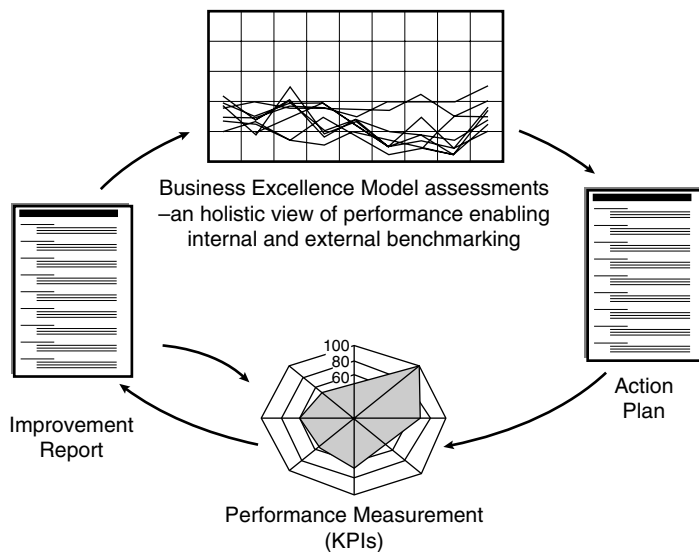 Business Excellence Model assessments
–an holistic view of performance enabling
internal and external benchmarking
100
80
60
Improvement
Report
Action
Plan
Performance Measurement
(KPIs)